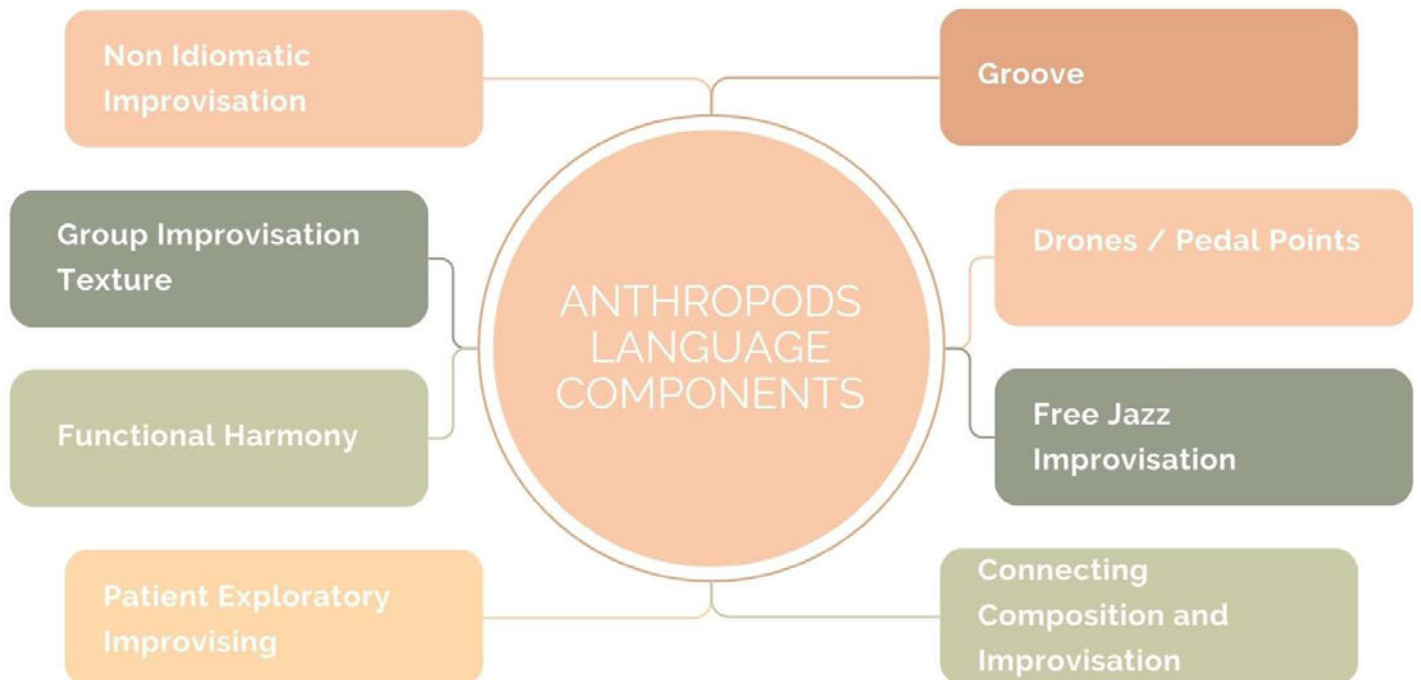 Non Idiomatic
Improvisation
Group Improvisation
Texture
Functional Harmony
Patient Exploratory
Improvising
ANTHROPODS
LANGUAGE
COMPONENTS
Groove
Drones / Pedal Points
Free Jazz
Improvisation
Connecting
Composition and
Improvisation